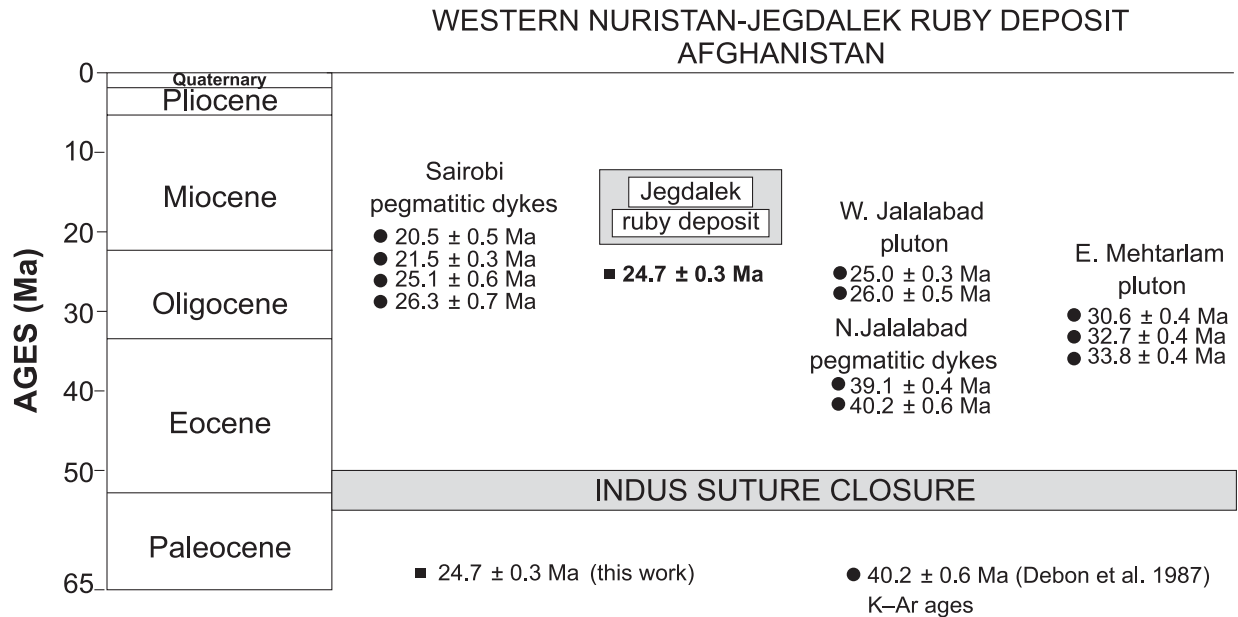 WESTERN NURISTAN-JEGDALEK RUBY DEPOSIT
AFGHANISTAN
AGES (Ma)
0
10
20
30
40
50
65
Quaternary
Pliocene
Miocene
Oligocene
Eocene
Paleocene
Sairobi
pegmatitic dykes
20.5 ± 0.5 Ma
21.5 ± 0.3 Ma
25.1 ± 0.6 Ma
26.3 ± 0.7 Ma
Jegdalek
ruby deposit
24.7 ± 0.3 Ma
W. Jalalabad
pluton
25.0 ± 0.3 Ma
26.0 ± 0.5 Ma
N.Jalalabad
pegmatitic dykes
39.1 ± 0.4 Ma
40.2 ± 0.6 Ma
E. Mehtarlam
pluton
30.6 ± 0.4 Ma
32.7 ± 0.4 Ma
33.8 ± 0.4 Ma
INDUS SUTURE CLOSURE
24.7 ± 0.3 Ma (this work)
40.2 ± 0.6 Ma (Debon et al. 1987)
K–Ar ages